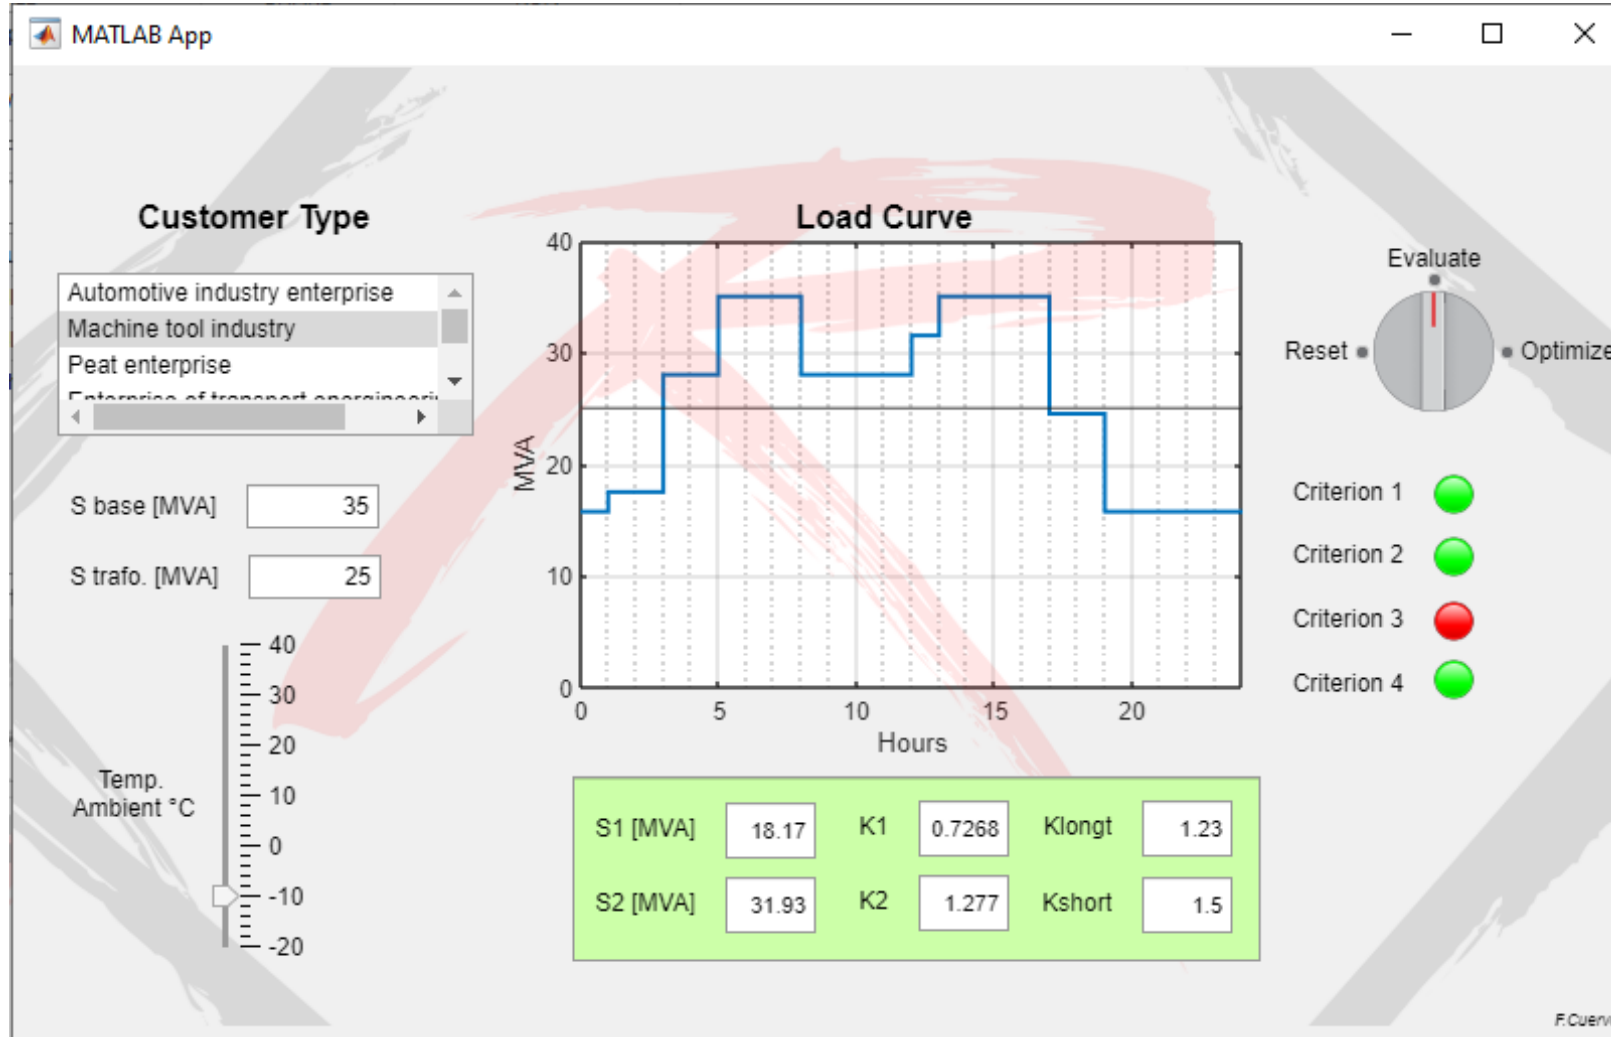 MATLAB App
Customer Type
Automotive industry enterprise
Machine tool industry
Peat enterprise
S base [MVA] 35
S trafo. [MVA] 25
40
30
20
10
0
-10
-20
Temp.
Ambient °C
Load Curve
40
30
20
10
0
MVA
0 5 10 15 20
Hours
S1 [MVA] 18.17 K1 0.7268 Klongt 1.23
S2 [MVA] 31.93 K2 1.277 Kshort 1.5
Evaluate
Reset Optimize
Criterion 1
Criterion 2
Criterion 3
Criterion 4